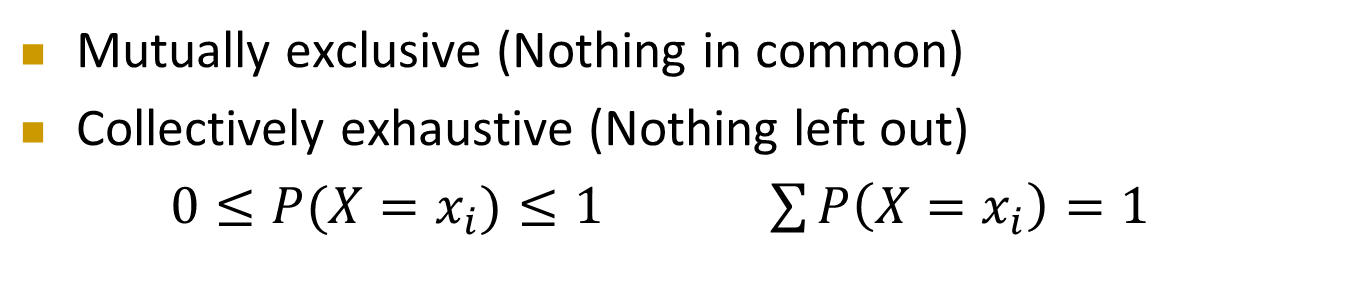 ▪ Mutually exclusive (Nothing in common)
▪ Collectively exhaustive (Nothing left out)
0 ≤ P(X = xᵢ) ≤ 1 ∑ P(X = xᵢ) = 1